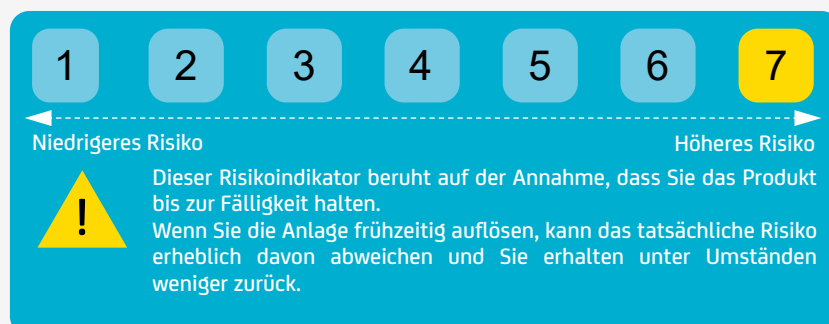 1 2 3 4 5 6 7
Niedrigeres Risiko Höheres Risiko
!
Dieser Risikoindikator beruht auf der Annahme, dass Sie das Produkt
bis zur Fälligkeit halten.
Wenn Sie die Anlage frühzeitig auflösen, kann das tatsächliche Risiko
erheblich davon abweichen und Sie erhalten unter Umständen
weniger zurück.